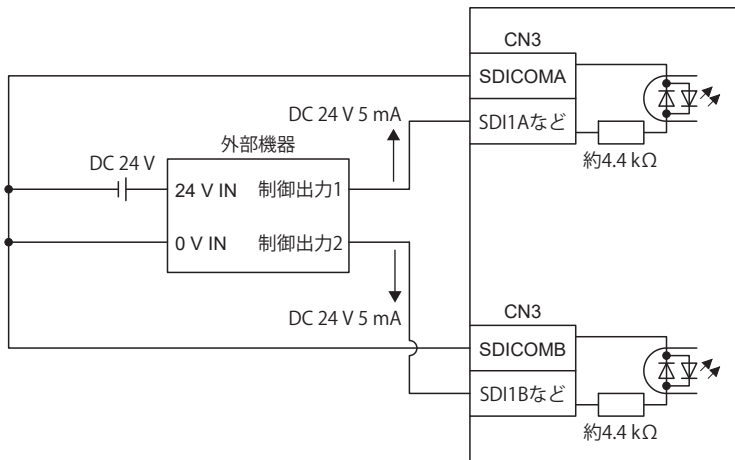 CN3
SDICOMA
DC 24 V 5 mA
SDI1Aなど
外部機器
約4.4 kΩ
DC 24 V
24 V IN 制御出力1
0 V IN 制御出力2
DC 24 V 5 mA
CN3
SDICOMB
SDI1Bなど
約4.4 kΩ